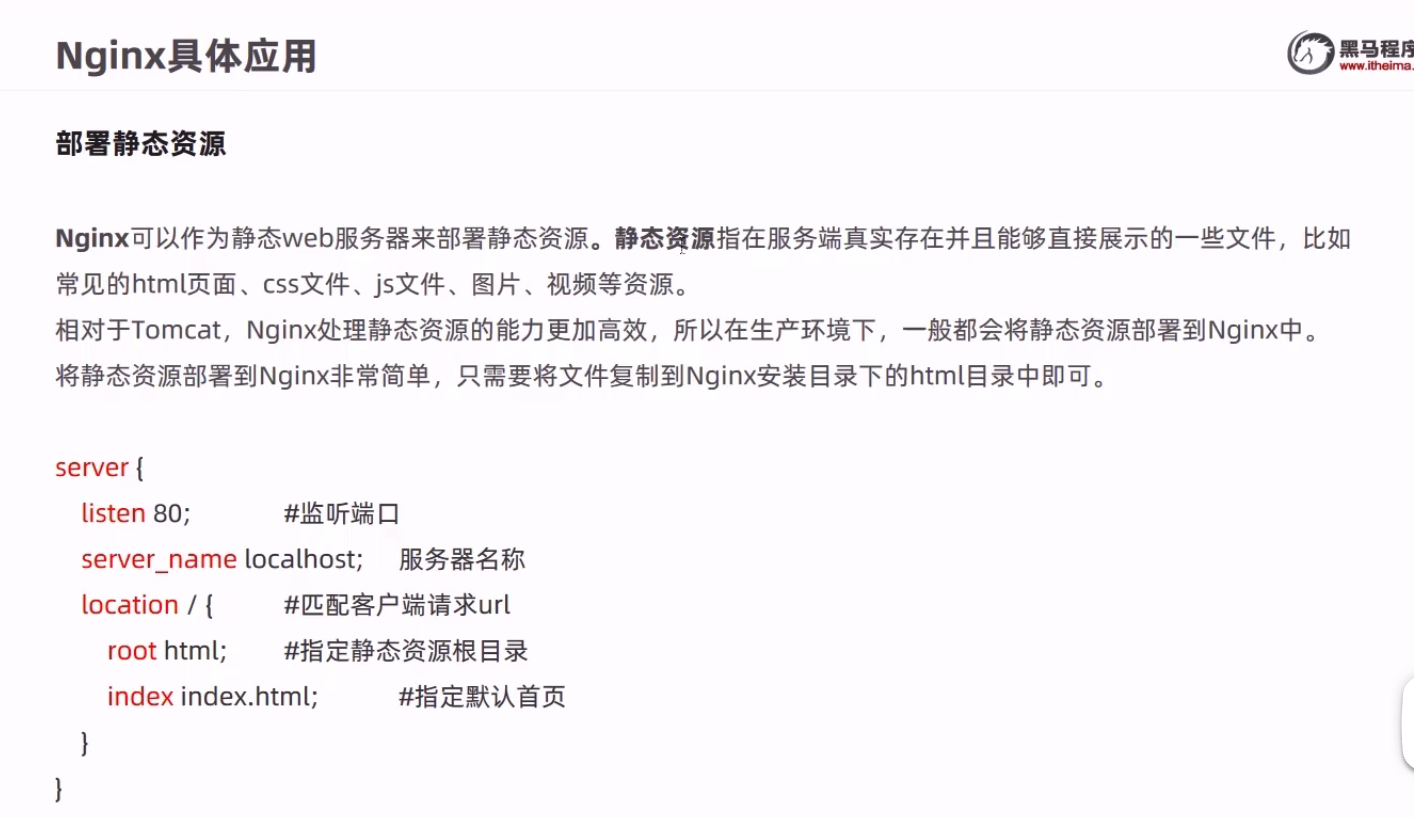 Nginx具体应用
黑马程序
www.itheima.
部署静态资源
Nginx可以作为静态web服务器来部署静态资源。静态资源指在服务端真实存在并且能够直接展示的一些文件，比如
常见的html页面、css文件、js文件、图片、视频等资源。
相对于Tomcat，Nginx处理静态资源的能力更加高效，所以在生产环境下，一般都会将静态资源部署到Nginx中。
将静态资源部署到Nginx非常简单，只需要将文件复制到Nginx安装目录下的html目录中即可。
server {
listen 80; #监听端口
server_name localhost; 服务器名称
location / { #匹配客户端请求url
root html; #指定静态资源根目录
index index.html; #指定默认首页
}
}